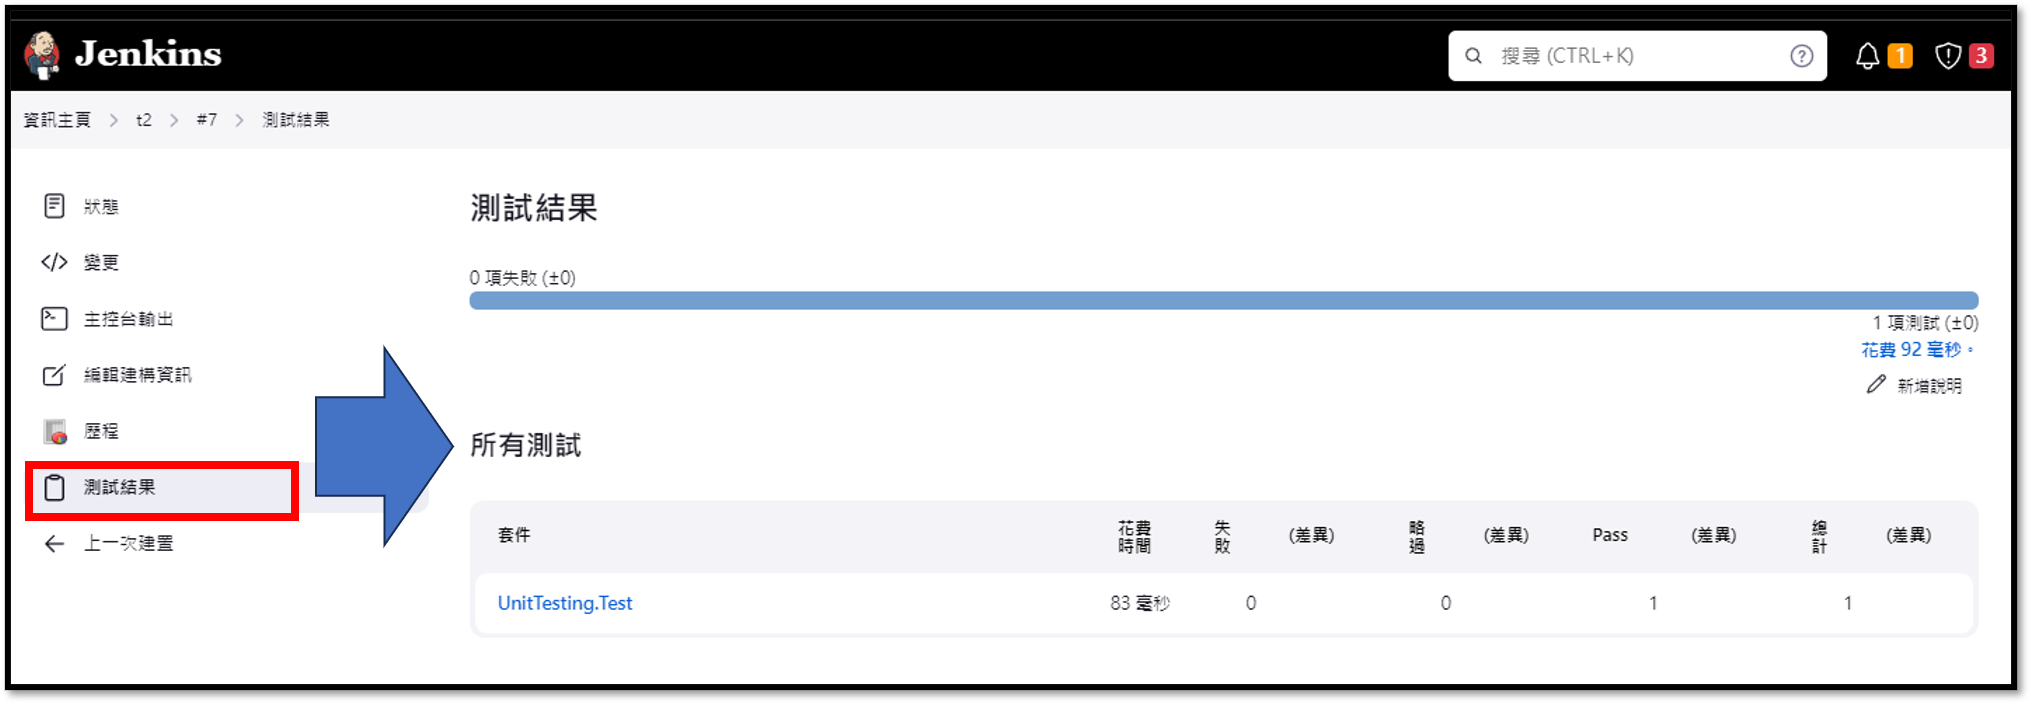 Jenkins
搜尋 (CTRL+K)
1
3
資訊主頁 > t2 > #7 > 測試結果
狀態
變更
主控台輸出
編輯建構資訊
歷程
測試結果
上一次建置
測試結果
0 項失敗 (±0)
1 項測試 (±0)
花費 92 毫秒。
新增說明
所有測試
套件 花費時間 失敗 (差異) 略過 (差異) Pass (差異) 總計 (差異)
UnitTesting.Test 83 毫秒 0 0 1 1